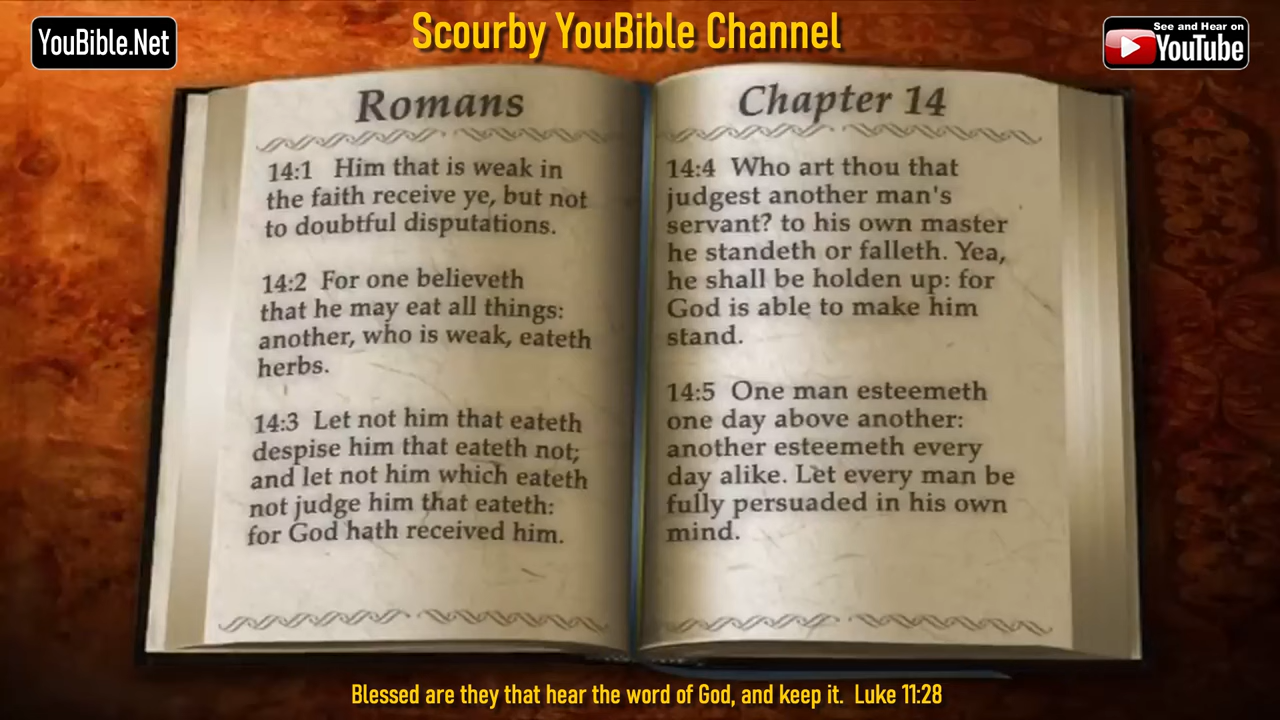 YouBible.Net
Scourby YouBible Channel
See and Hear on
YouTube
Romans
14:1 Him that is weak in
the faith receive ye, but not
to doubtful disputations.
14:2 For one believeth
that he may eat all things:
another, who is weak, eateth
herbs.
14:3 Let not him that eateth
despise him that eateth not;
and let not him which eateth
not judge him that eateth:
for God hath received him.
Chapter 14
14:4 Who art thou that
judgest another man's
servant? to his own master
he standeth or falleth. Yea,
he shall be holden up: for
God is able to make him
stand.
14:5 One man esteemeth
one day above another:
another esteemeth every
day alike. Let every man be
fully persuaded in his own
mind.
Blessed are they that hear the word of God, and keep it. Luke 11:28